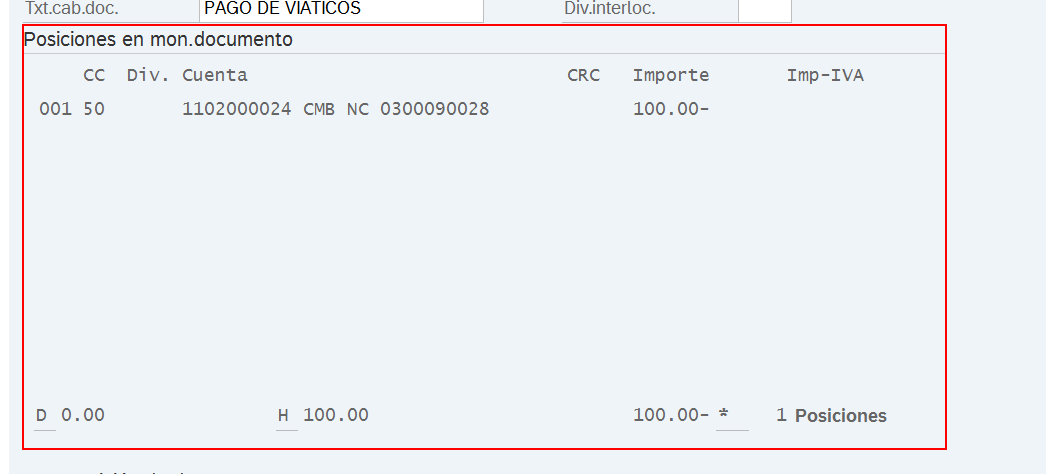 Txt.cab.doc. PAGO DE VIATICOS Div.interloc.
Posiciones en mon.documento
CC Div. Cuenta CRC Importe Imp-IVA
001 50 1102000024 CMB NC 0300090028 100.00-
D 0.00 H 100.00 100.00- * 1 Posiciones